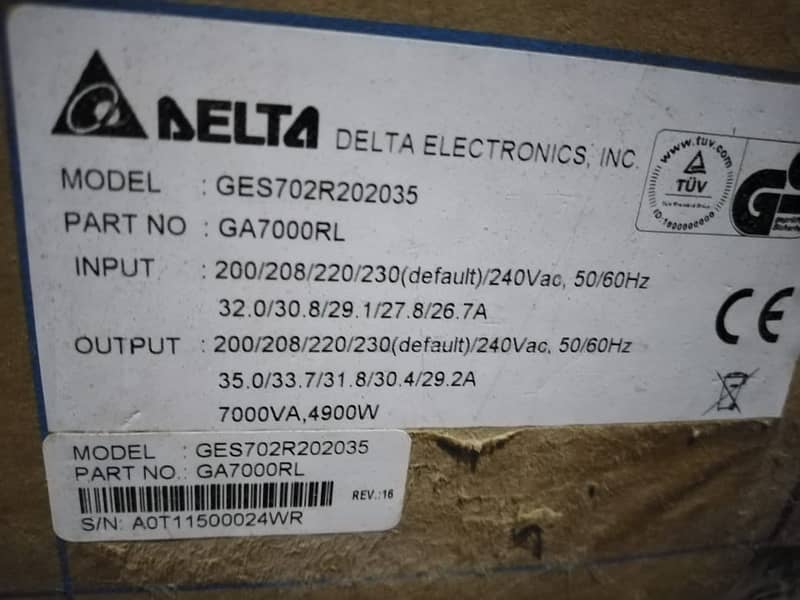 DELTA DELTA ELECTRONICS, INC.
MODEL : GES702R202035
PART NO : GA7000RL
INPUT : 200/208/220/230(default)/240Vac, 50/60Hz
32.0/30.8/29.1/27.8/26.7A
OUTPUT : 200/208/220/230(default)/240Vac, 50/60Hz
35.0/33.7/31.8/30.4/29.2A
7000VA,4900W
www.tuv.com
TÜV
GS
CE
MODEL : GES702R202035
PART NO.: GA7000RL
REV.:16
S/N: A0T11500024WR